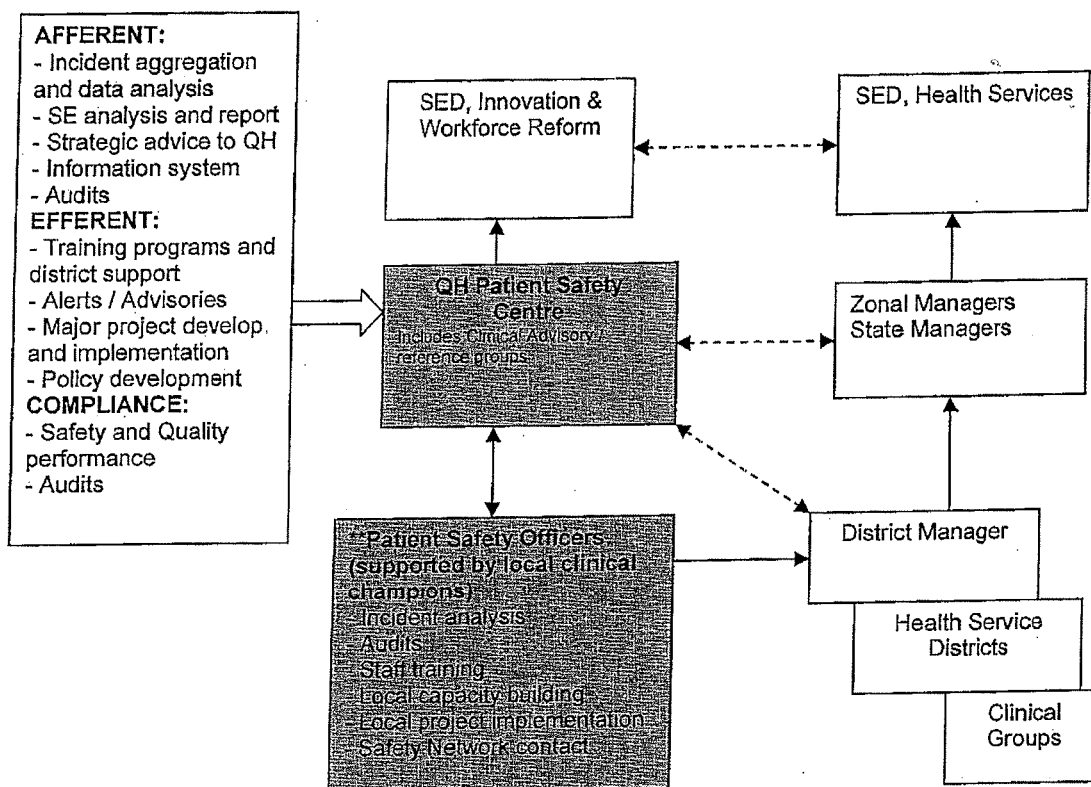 AFFERENT:
- Incident aggregation
and data analysis
- SE analysis and report
- Strategic advice to QH
- Information system
- Audits
EFFERENT:
- Training programs and
district support
- Alerts / Advisories
- Major project develop.
and implementation
- Policy development
COMPLIANCE:
- Safety and Quality
performance
- Audits
SED, Innovation &
Workforce Reform
SED, Health Services
QH Patient Safety
Centre
Includes Clinical Advisory /
reference groups
Zonal Managers
State Managers
**Patient Safety Officers
(supported by local clinical
champions)
- Incident analysis
- Audits
- Staff training
- Local capacity building
- Local project implementation
- Safety Network contact
District Manager
Health Service
Districts
Clinical
Groups